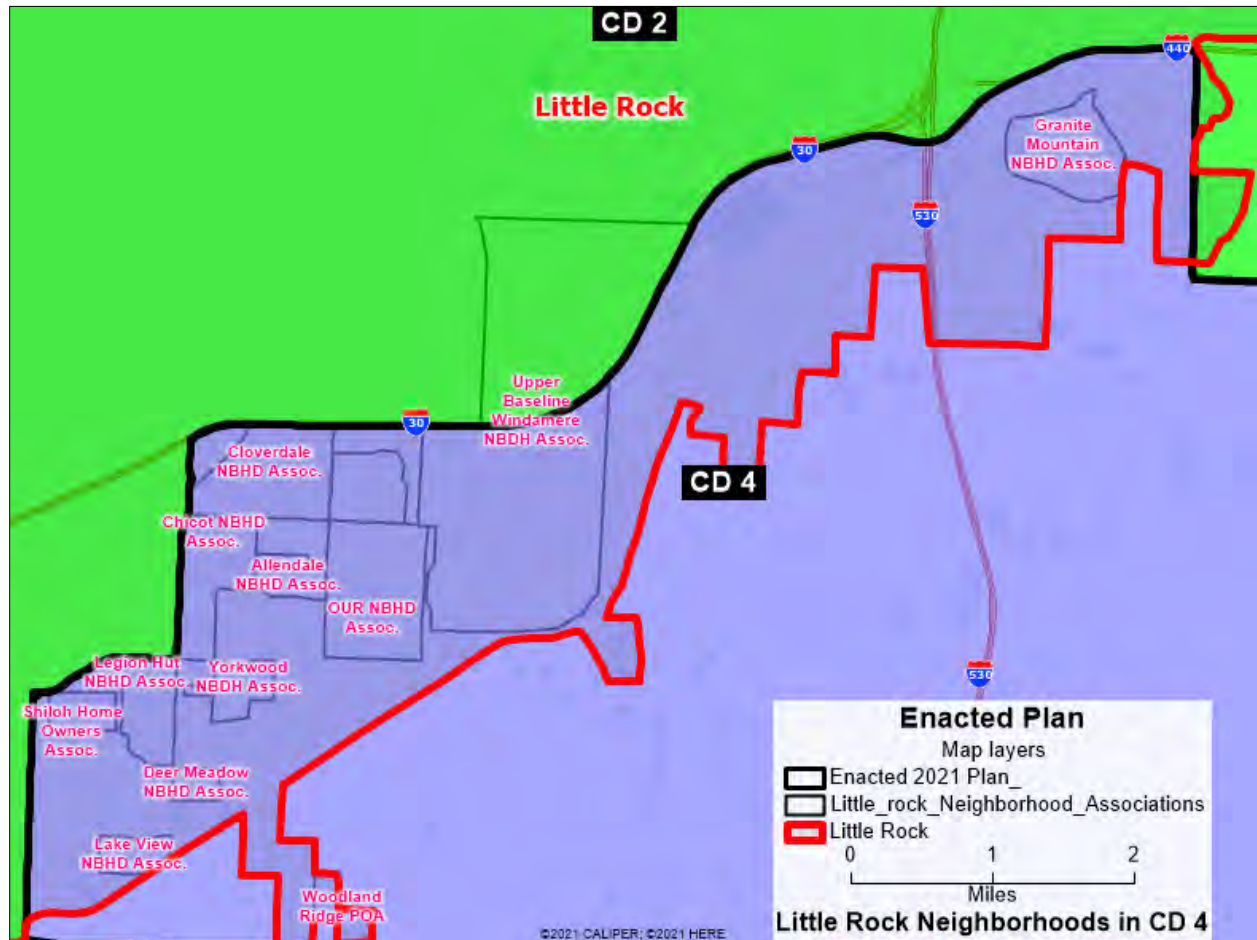 CD 2
440
Little Rock
Granite
Mountain
NBHD Assoc.
30
530
Upper
Baseline
Windamere
NBDH Assoc.
30
Cloverdale
NBHD Assoc.
CD 4
Chicot NBHD
Assoc.
Allendale
NBHD Assoc.
OUR NBHD
Assoc.
Legion Hut
NBHD Assoc.
Yorkwood
NBDH Assoc.
530
Shiloh Home
Owners
Assoc.
Deer Meadow
NBHD Assoc.
Lake View
NBHD Assoc.
Woodland
Ridge POA
Enacted Plan
Map layers
Enacted 2021 Plan_
Little_rock_Neighborhood_Associations
Little Rock
0 1 2
Miles
Little Rock Neighborhoods in CD 4
©2021 CALIPER; ©2021 HERE